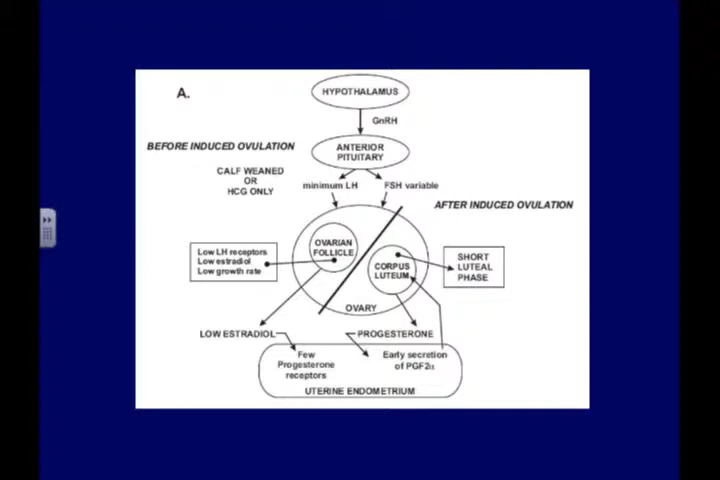 A.
HYPOTHALAMUS
GnRH
BEFORE INDUCED OVULATION
ANTERIOR
PITUITARY
CALF WEANED
OR
HCG ONLY
minimum LH
FSH variable
AFTER INDUCED OVULATION
OVARIAN
FOLLICLE
Low LH receptors
Low estradiol
Low growth rate
CORPUS
LUTEUM
SHORT
LUTEAL
PHASE
OVARY
LOW ESTRADIOL
PROGESTERONE
Few
Progesterone
receptors
Early secretion
of PGF2α
UTERINE ENDOMETRIUM